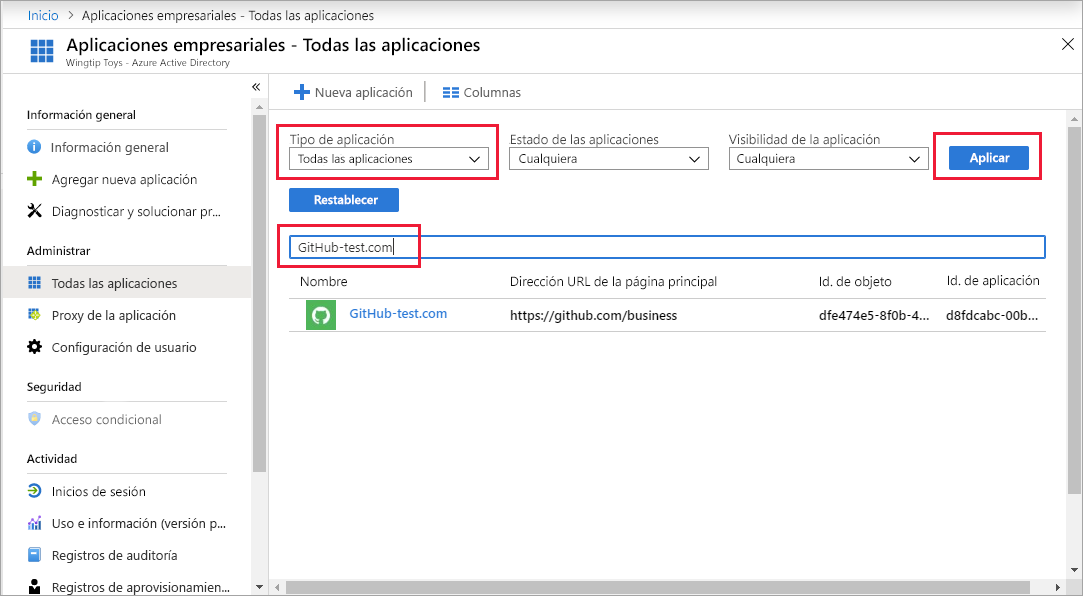 Inicio > Aplicaciones empresariales - Todas las aplicaciones
Aplicaciones empresariales - Todas las aplicaciones
Wingtip Toys - Azure Active Directory
«
Información general
Información general
Agregar nueva aplicación
Diagnosticar y solucionar pr...
Administrar
Todas las aplicaciones
Proxy de la aplicación
Configuración de usuario
Seguridad
Acceso condicional
Actividad
Inicios de sesión
Uso e información (versión p...
Registros de auditoría
Registros de aprovisionamien...
Nueva aplicación
Columnas
Tipo de aplicación
Todas las aplicaciones
Estado de las aplicaciones
Cualquiera
Visibilidad de la aplicación
Cualquiera
Aplicar
Restablecer
GitHub-test.com
Nombre Dirección URL de la página principal Id. de objeto Id. de aplicación
GitHub-test.com https://github.com/business dfe474e5-8f0b-4... d8fdcabc-00b...